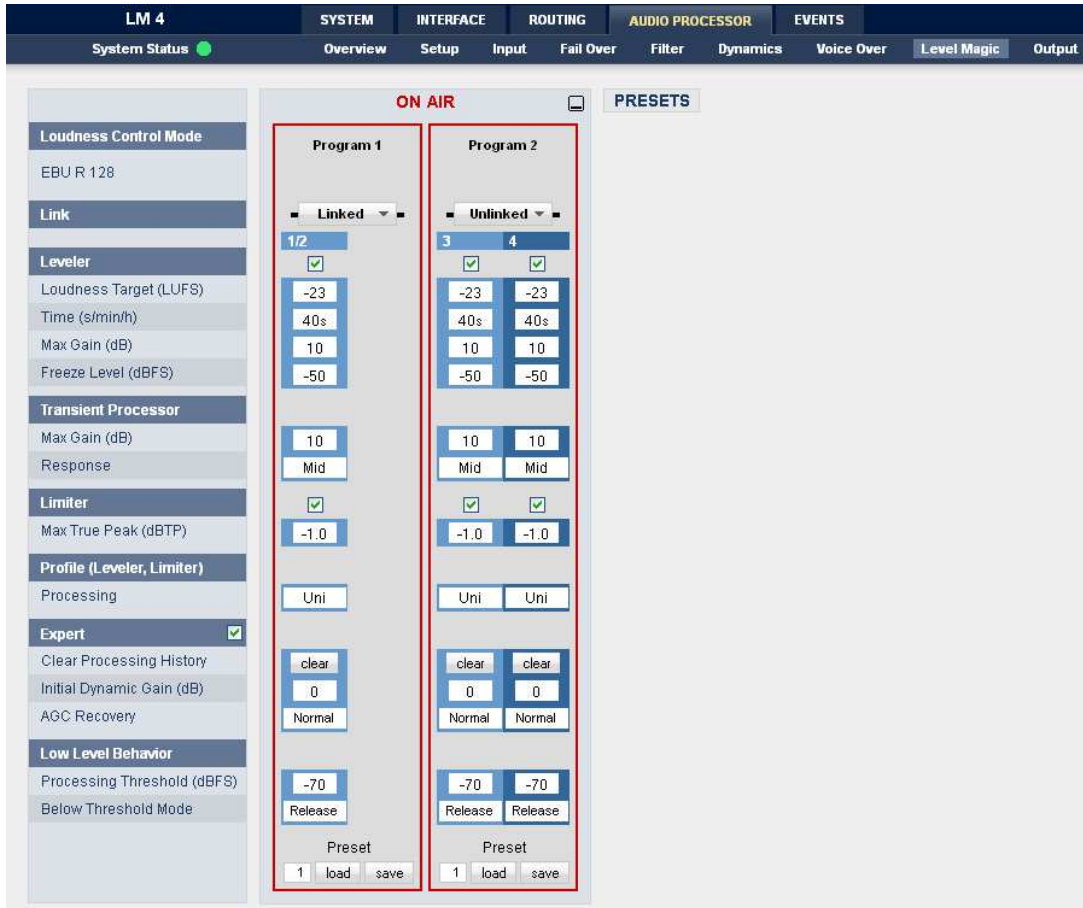 LM 4 SYSTEM INTERFACE ROUTING AUDIO PROCESSOR EVENTS
System Status Overview Setup Input Fail Over Filter Dynamics Voice Over Level Magic Output
ON AIR PRESETS
Loudness Control Mode Program 1 Program 2
EBU R 128
Link Linked Unlinked
1/2 3 4
Leveler
Loudness Target (LUFS) -23 -23 -23
Time (s/min/h) 40s 40s 40s
Max Gain (dB) 10 10 10
Freeze Level (dBFS) -50 -50 -50
Transient Processor
Max Gain (dB) 10 10 10
Response Mid Mid Mid
Limiter
Max True Peak (dBTP) -1.0 -1.0 -1.0
Profile (Leveler, Limiter)
Processing Uni Uni Uni
Expert
Clear Processing History clear clear clear
Initial Dynamic Gain (dB) 0 0 0
AGC Recovery Normal Normal Normal
Low Level Behavior
Processing Threshold (dBFS) -70 -70 -70
Below Threshold Mode Release Release Release
Preset Preset
1 load save 1 load save